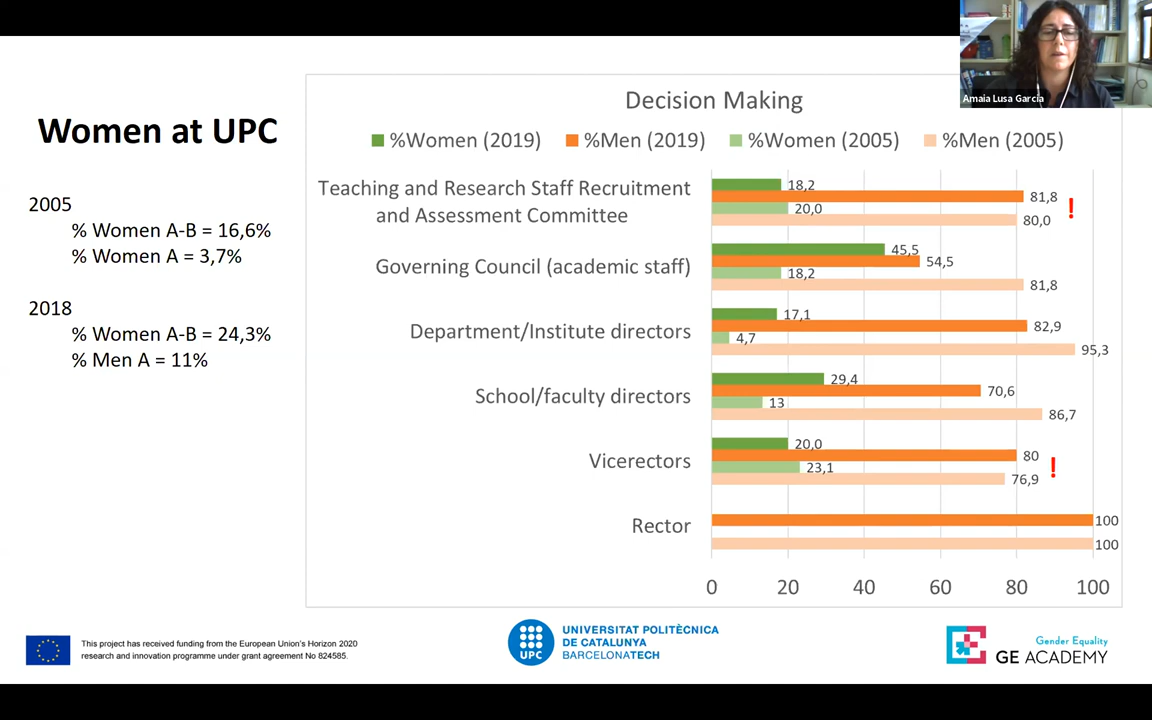 Amaia Lusa García
Women at UPC
2005
% Women A-B = 16,6%
% Women A = 3,7%
2018
% Women A-B = 24,3%
% Men A = 11%
Decision Making
%Women (2019) %Men (2019) %Women (2005) %Men (2005)
Teaching and Research Staff Recruitment
and Assessment Committee
18,2
81,8
20,0
80,0
!
Governing Council (academic staff)
45,5
54,5
18,2
81,8
Department/Institute directors
17,1
82,9
4,7
95,3
School/faculty directors
29,4
70,6
13
86,7
Vicerectors
20,0
80
23,1
76,9
!
Rector
100
100
0 20 40 60 80 100
This project has received funding from the European Union's Horizon 2020
research and innovation programme under grant agreement No 824585.
UPC
UNIVERSITAT POLITÈCNICA
DE CATALUNYA
BARCELONATECH
Gender Equality
GE ACADEMY